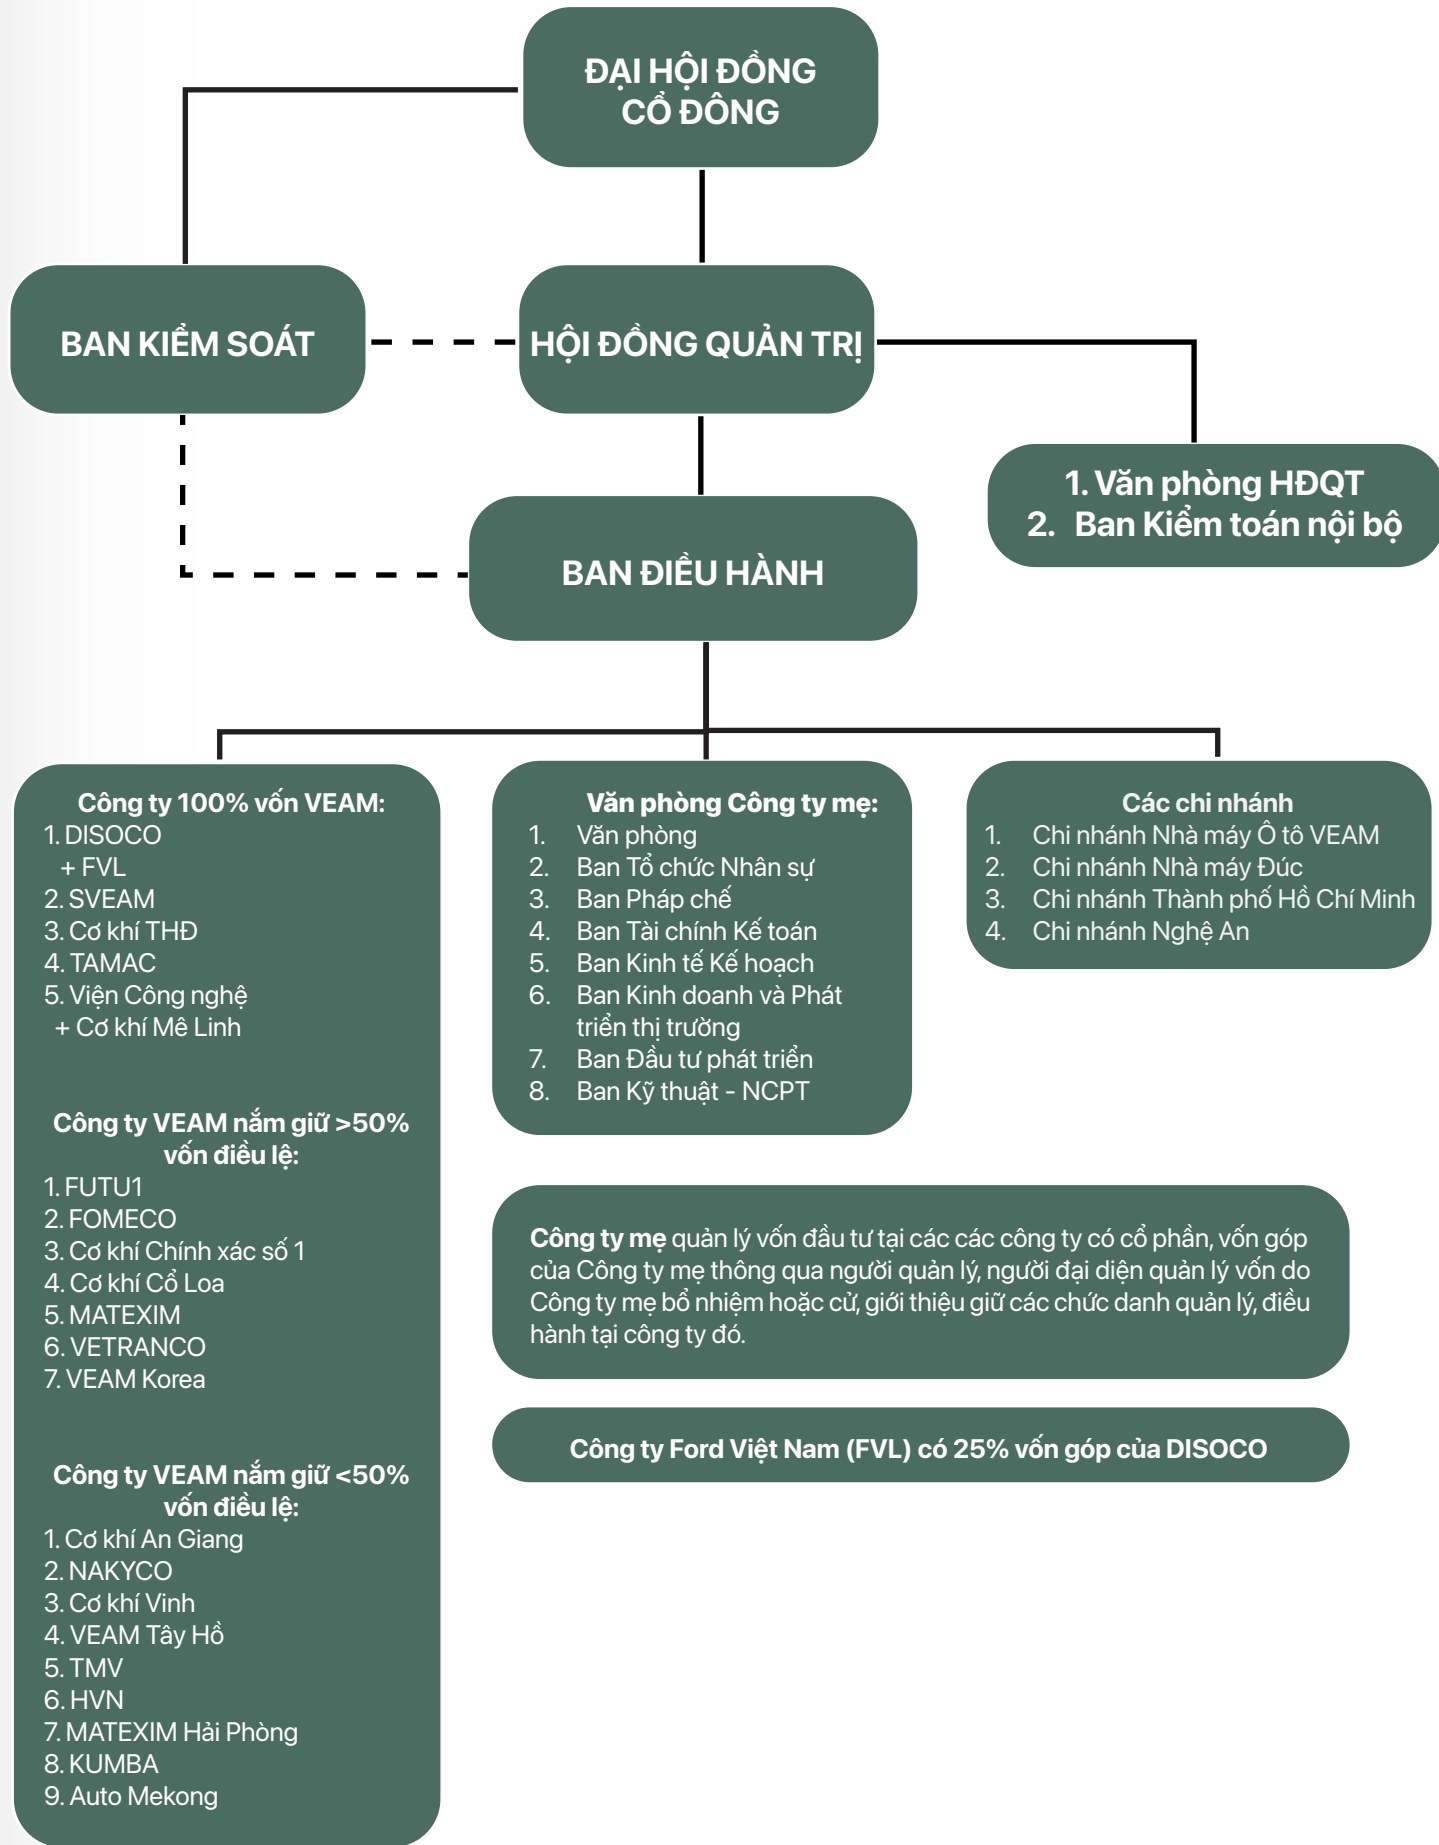 ĐẠI HỘI ĐỒNG
CỔ ĐÔNG
BAN KIỂM SOÁT
HỘI ĐỒNG QUẢN TRỊ
1. Văn phòng HĐQT
2. Ban Kiểm toán nội bộ
BAN ĐIỀU HÀNH
Công ty 100% vốn VEAM:
1. DISOCO
+ FVL
2. SVEAM
3. Cơ khí THĐ
4. TAMAC
5. Viện Công nghệ
+ Cơ khí Mê Linh
Công ty VEAM nắm giữ >50%
vốn điều lệ:
1. FUTU1
2. FOMECO
3. Cơ khí Chính xác số 1
4. Cơ khí Cổ Loa
5. MATEXIM
6. VETRANCO
7. VEAM Korea
Công ty VEAM nắm giữ <50%
vốn điều lệ:
1. Cơ khí An Giang
2. NAKYCO
3. Cơ khí Vinh
4. VEAM Tây Hồ
5. TMV
6. HVN
7. MATEXIM Hải Phòng
8. KUMBA
9. Auto Mekong
Văn phòng Công ty mẹ:
1. Văn phòng
2. Ban Tổ chức Nhân sự
3. Ban Pháp chế
4. Ban Tài chính Kế toán
5. Ban Kinh tế Kế hoạch
6. Ban Kinh doanh và Phát
triển thị trường
7. Ban Đầu tư phát triển
8. Ban Kỹ thuật - NCPT
Các chi nhánh
1. Chi nhánh Nhà máy Ô tô VEAM
2. Chi nhánh Nhà máy Đúc
3. Chi nhánh Thành phố Hồ Chí Minh
4. Chi nhánh Nghệ An
Công ty mẹ quản lý vốn đầu tư tại các các công ty có cổ phần, vốn góp
của Công ty mẹ thông qua người quản lý, người đại diện quản lý vốn do
Công ty mẹ bổ nhiệm hoặc cử, giới thiệu giữ các chức danh quản lý, điều
hành tại công ty đó.
Công ty Ford Việt Nam (FVL) có 25% vốn góp của DISOCO